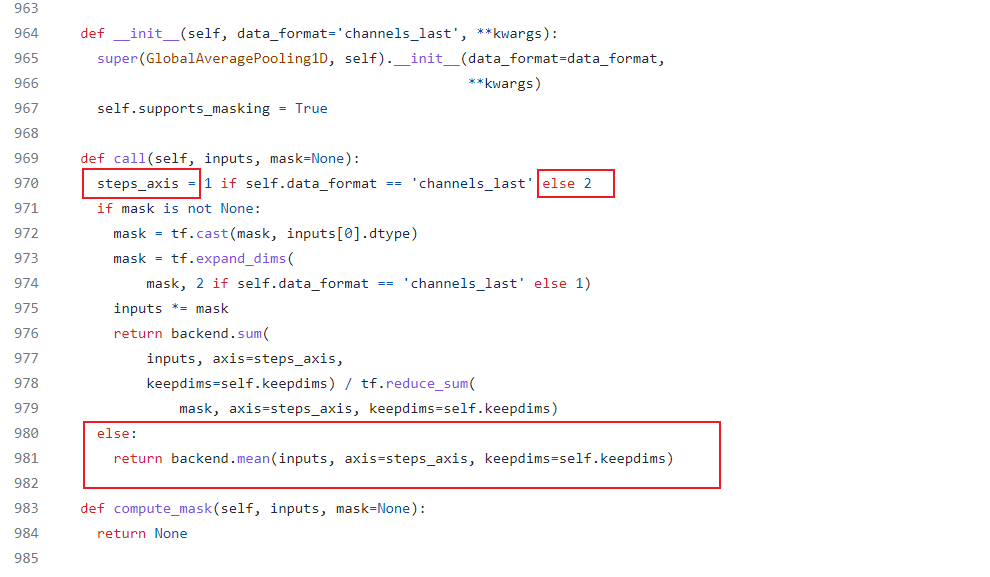 963
964 def __init__(self, data_format='channels_last', **kwargs):
965 super(GlobalAveragePooling1D, self).__init__(data_format=data_format,
966 **kwargs)
967 self.supports_masking = True
968
969 def call(self, inputs, mask=None):
970 steps_axis = 1 if self.data_format == 'channels_last' else 2
971 if mask is not None:
972 mask = tf.cast(mask, inputs[0].dtype)
973 mask = tf.expand_dims(
974 mask, 2 if self.data_format == 'channels_last' else 1)
975 inputs *= mask
976 return backend.sum(
977 inputs, axis=steps_axis,
978 keepdims=self.keepdims) / tf.reduce_sum(
979 mask, axis=steps_axis, keepdims=self.keepdims)
980 else:
981 return backend.mean(inputs, axis=steps_axis, keepdims=self.keepdims)
982
983 def compute_mask(self, inputs, mask=None):
984 return None
985